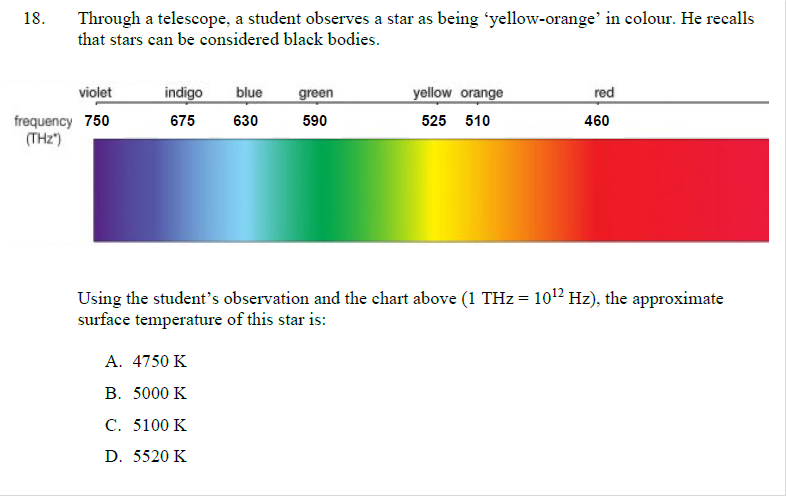 18. Through a telescope, a student observes a star as being ‘yellow-orange’ in colour. He recalls
that stars can be considered black bodies.
violet indigo blue green yellow orange red
frequency 750 675 630 590 525 510 460
(THz*)
Using the student’s observation and the chart above (1 THz = 10¹² Hz), the approximate
surface temperature of this star is:
A. 4750 K
B. 5000 K
C. 5100 K
D. 5520 K